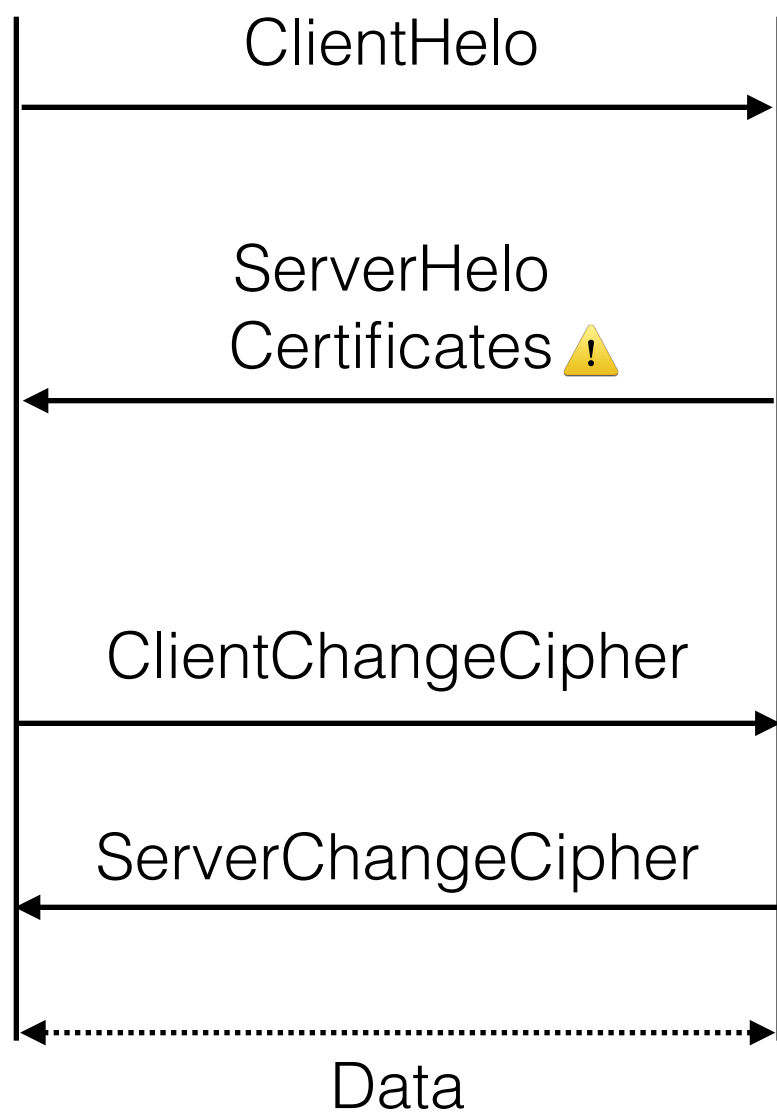 ClientHelo
ServerHelo
Certificates ⚠️
ClientChangeCipher
ServerChangeCipher
Data